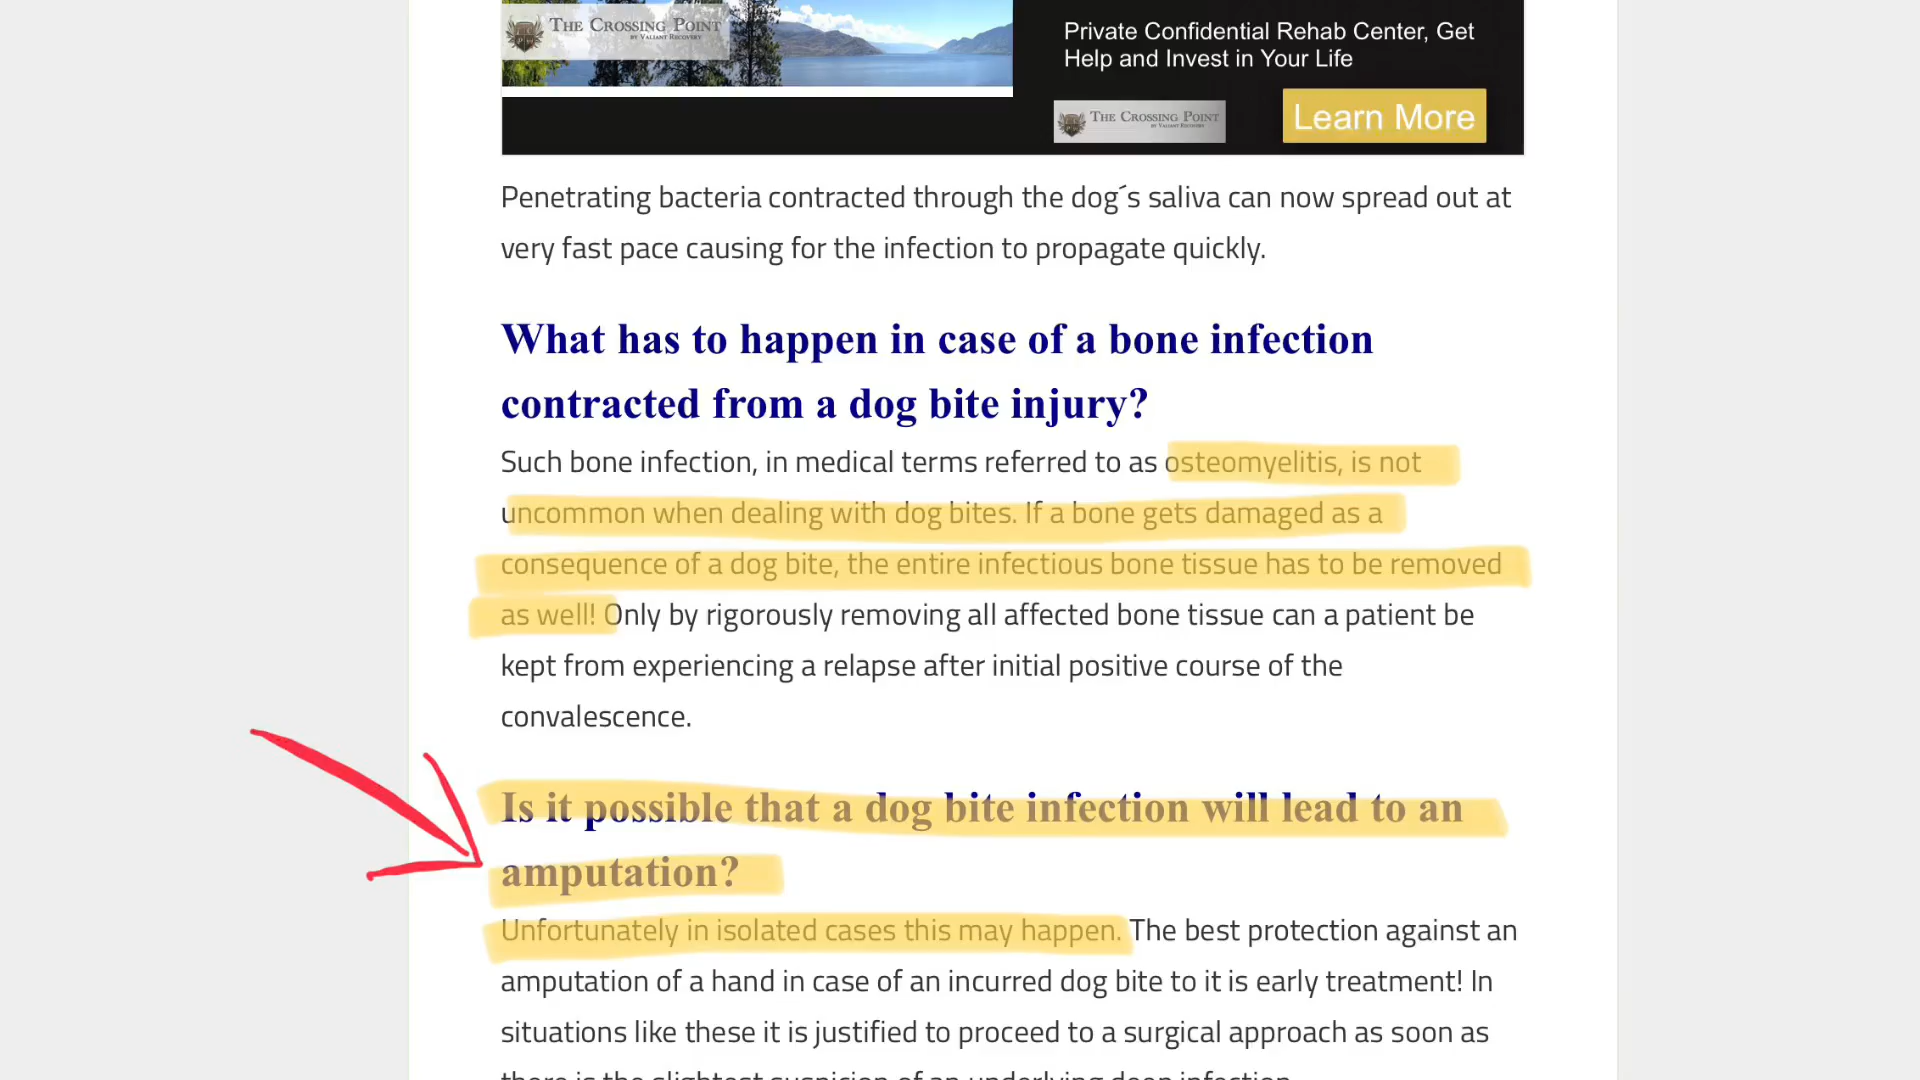 THE CROSSING POINT
BY VALIANT RECOVERY
Private Confidential Rehab Center, Get
Help and Invest in Your Life
THE CROSSING POINT
BY VALIANT RECOVERY
Learn More
Penetrating bacteria contracted through the dog´s saliva can now spread out at
very fast pace causing for the infection to propagate quickly.
What has to happen in case of a bone infection
contracted from a dog bite injury?
Such bone infection, in medical terms referred to as osteomyelitis, is not
uncommon when dealing with dog bites. If a bone gets damaged as a
consequence of a dog bite, the entire infectious bone tissue has to be removed
as well! Only by rigorously removing all affected bone tissue can a patient be
kept from experiencing a relapse after initial positive course of the
convalescence.
Is it possible that a dog bite infection will lead to an
amputation?
Unfortunately in isolated cases this may happen. The best protection against an
amputation of a hand in case of an incurred dog bite to it is early treatment! In
situations like these it is justified to proceed to a surgical approach as soon as
there is the slightest suspicion of an underlying deep infection.